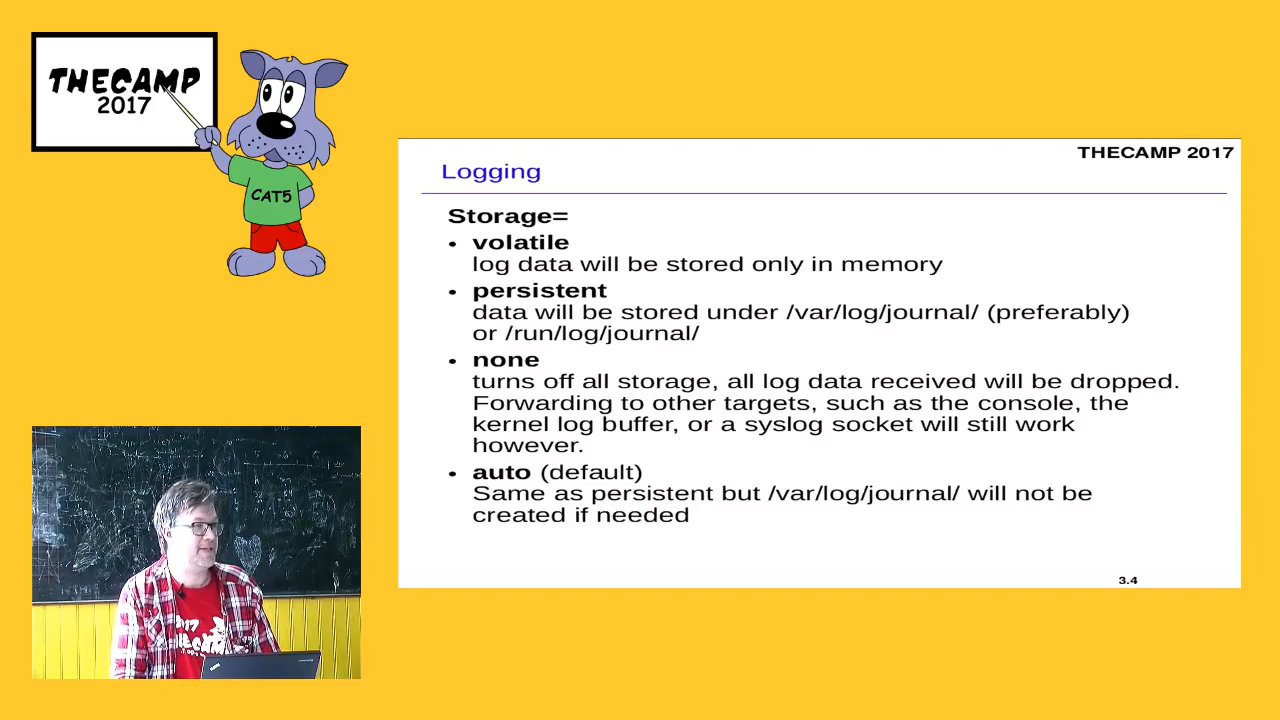 THECAMP
2017
CAT5
THECAMP 2017
Logging
Storage=
• volatile
log data will be stored only in memory
• persistent
data will be stored under /var/log/journal/ (preferably)
or /run/log/journal/
• none
turns off all storage, all log data received will be dropped.
Forwarding to other targets, such as the console, the
kernel log buffer, or a syslog socket will still work
however.
• auto (default)
Same as persistent but /var/log/journal/ will not be
created if needed
3.4